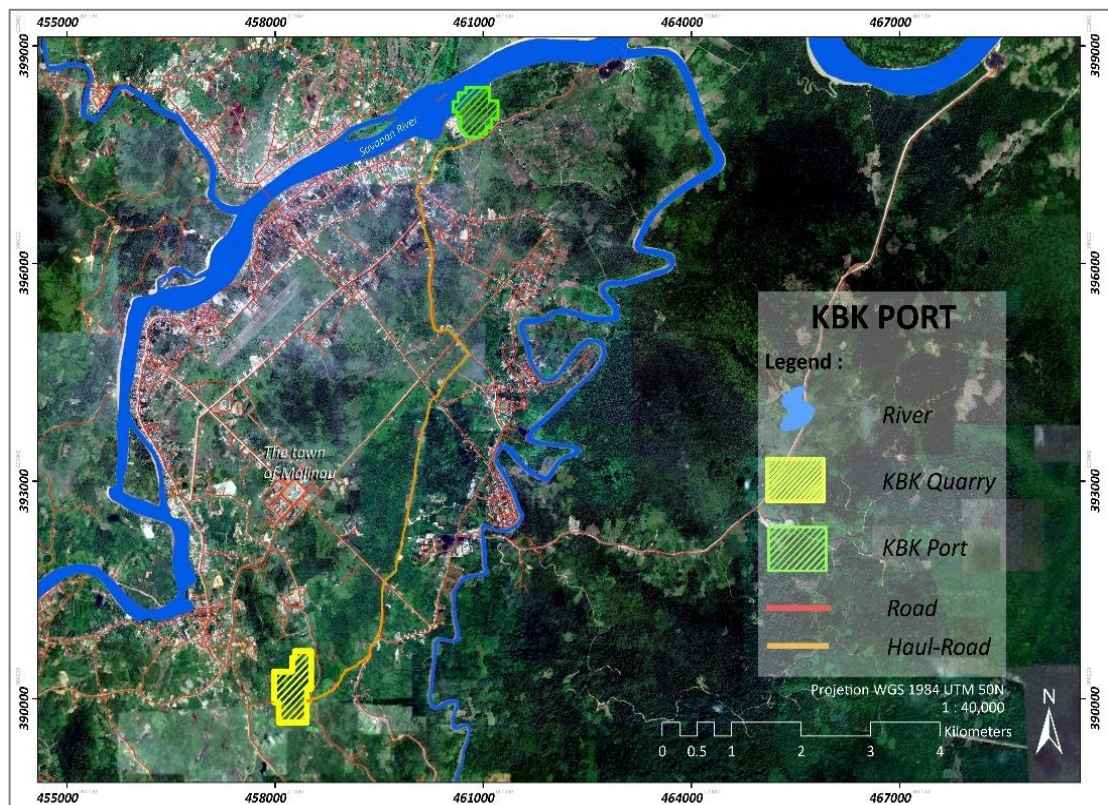 455000 458000 461000 464000 467000
399000 399000
Savapan River
396000 396000
KBK PORT
Legend :
River
393000 393000
The town
of Malinau
KBK Quarry
KBK Port
Road
Haul-Road
390000 390000
Projetion WGS 1984 UTM 50N
1 : 40,000
N
Kilometers
0 0.5 1 2 3 4
455000 458000 461000 464000 467000